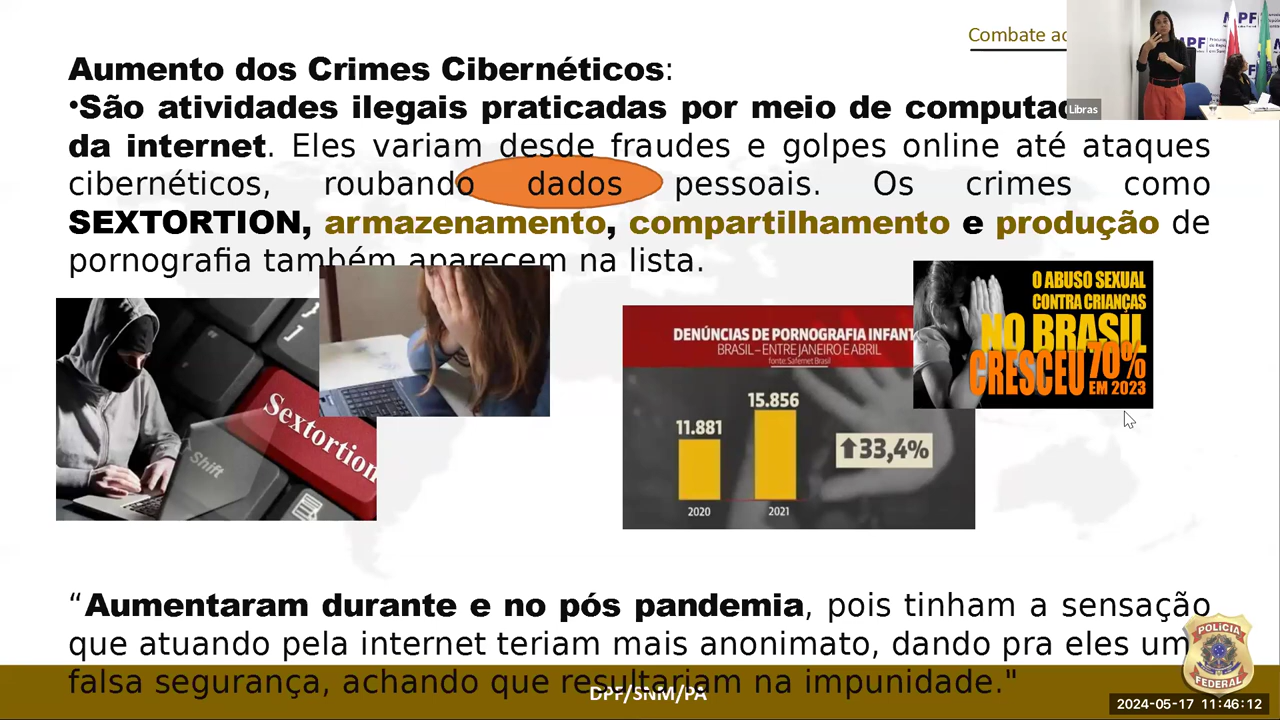 Combate ao
Aumento dos Crimes Cibernéticos:
•São atividades ilegais praticadas por meio de computad
da internet. Eles variam desde fraudes e golpes online até ataques
cibernéticos, roubando dados pessoais. Os crimes como
SEXTORTION, armazenamento, compartilhamento e produção de
pornografia também aparecem na lista.
Sextortion
Shift
DENÚNCIAS DE PORNOGRAFIA INFANT
BRASIL – ENTRE JANEIRO E ABRIL
fonte: Safernet Brasil
11.881
15.856
33,4%
2020
2021
O ABUSO SEXUAL
CONTRA CRIANÇAS
NO BRASIL
CRESCEU 70%
EM 2023
“Aumentaram durante e no pós pandemia, pois tinham a sensação
que atuando pela internet teriam mais anonimato, dando pra eles um
falsa segurança, achando que resultariam na impunidade."
DPF/SNM/PA
POLÍCIA
FEDERAL
Libras
MPF
MPF
2024-05-17 11:46:12